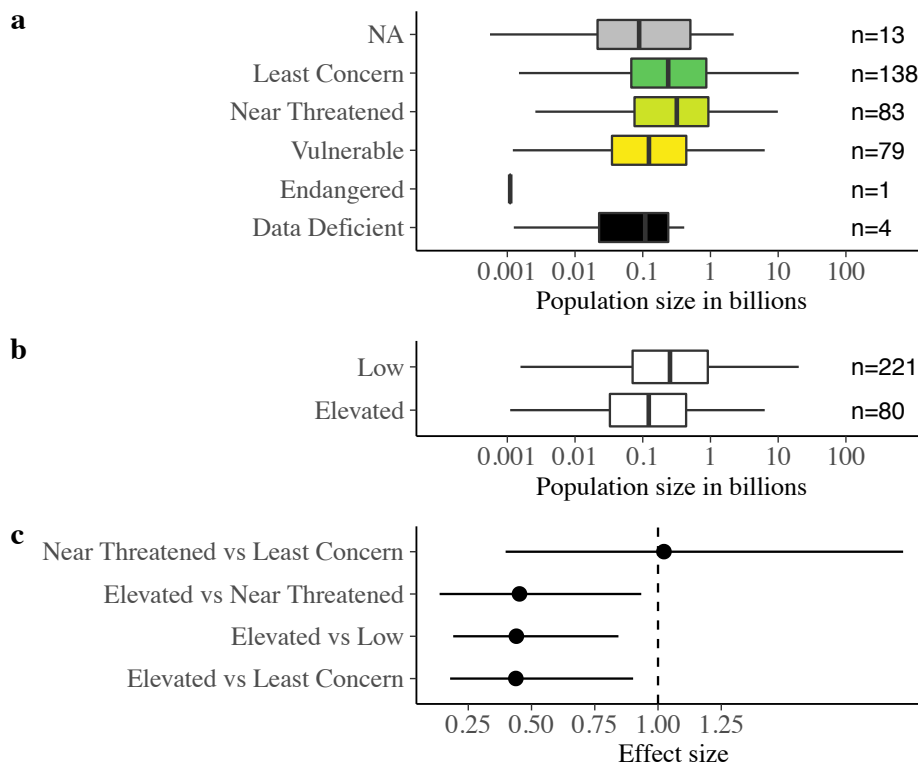 a
NA n=13
Least Concern n=138
Near Threatened n=83
Vulnerable n=79
Endangered n=1
Data Deficient n=4
0.001 0.01 0.1 1 10 100
Population size in billions
b
Low n=221
Elevated n=80
0.001 0.01 0.1 1 10 100
Population size in billions
c
Near Threatened vs Least Concern
Elevated vs Near Threatened
Elevated vs Low
Elevated vs Least Concern
0.25 0.50 0.75 1.00 1.25
Effect size